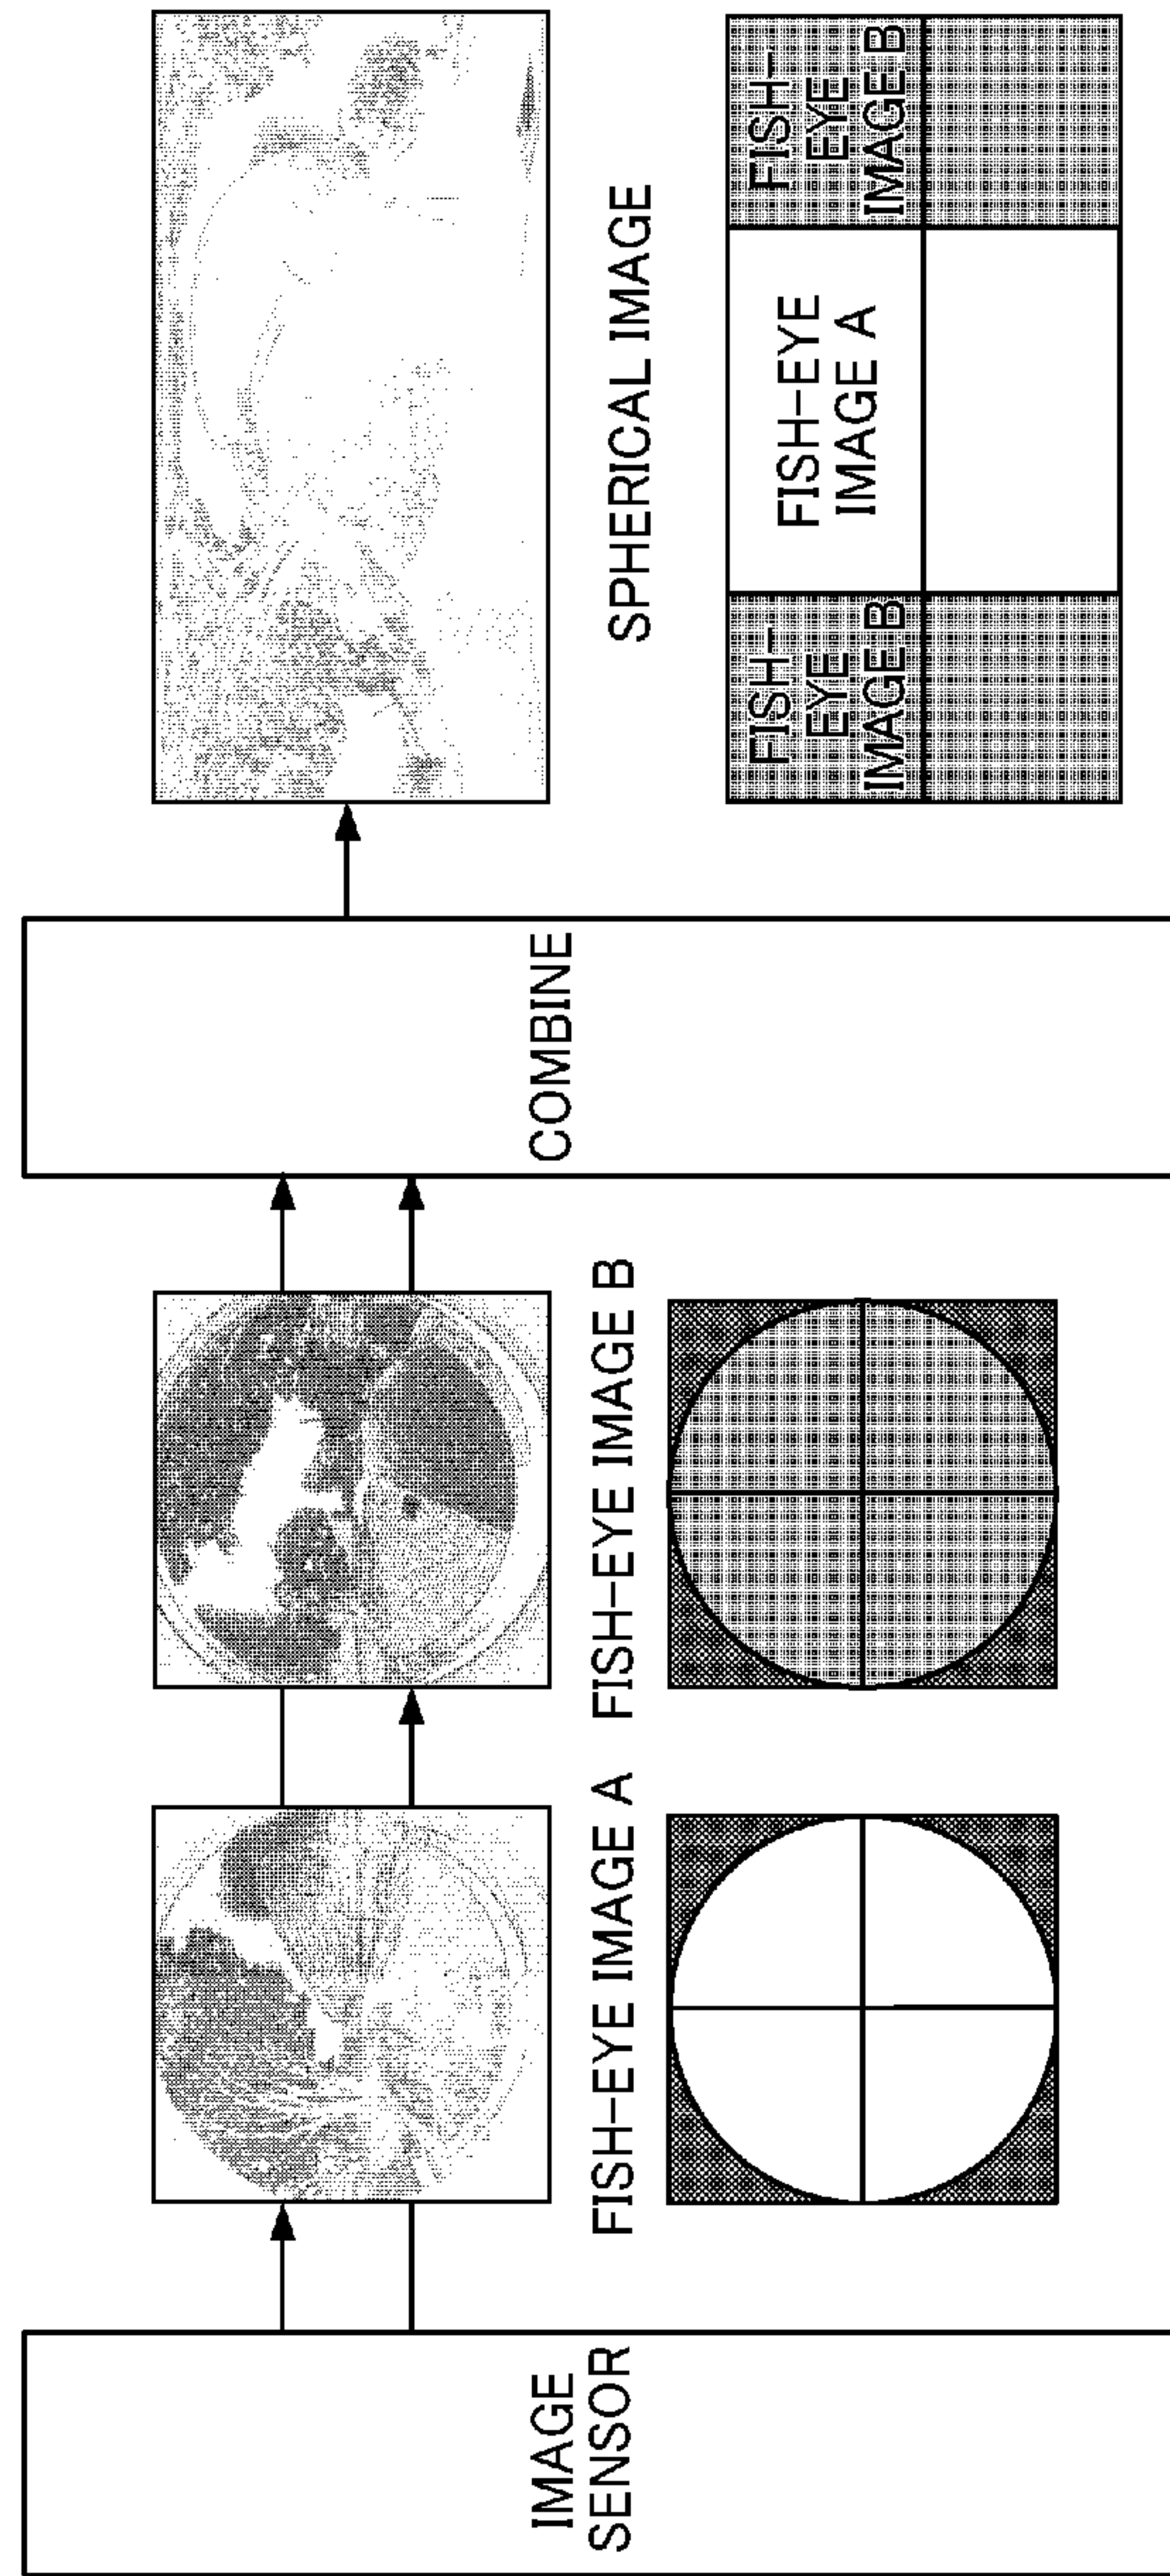 IMAGE
SENSOR
FISH-EYE IMAGE A
FISH-EYE IMAGE B
COMBINE
SPHERICAL IMAGE
FISH-
EYE
IMAGE B
FISH-EYE
IMAGE A
FISH-
EYE
IMAGE B